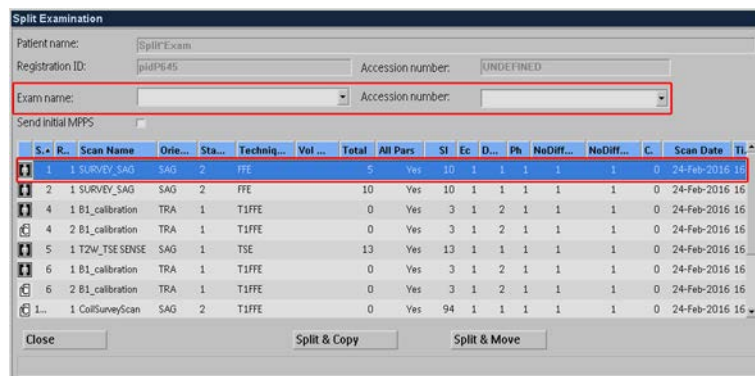 Split Examination
Patient name: Split^Exam
Registration ID: pidP645 Accession number: UNDEFINED
Exam name: Accession number:
Send initial MPPS
S. R.. Scan Name Orie... Sta... Techniq... Vol ... Total All Pars Sl Ec D... Ph NoDiff... NoDiff... C. Scan Date Ti.
1 1 SURVEY_SAG SAG 2 FFE 5 Yes 10 1 1 1 1 1 0 24-Feb-2016 16
2 1 SURVEY_SAG SAG 2 FFE 10 Yes 10 1 1 1 1 1 0 24-Feb-2016 16
4 1 B1_calibration TRA 1 T1FFE 0 Yes 3 1 2 1 1 1 0 24-Feb-2016 16
4 2 B1_calibration TRA 1 T1FFE 0 Yes 3 1 2 1 1 1 0 24-Feb-2016 16
5 1 T2W_TSE SENSE SAG 1 TSE 13 Yes 13 1 1 1 1 1 0 24-Feb-2016 16
6 1 B1_calibration TRA 1 T1FFE 0 Yes 3 1 2 1 1 1 0 24-Feb-2016 16
6 2 B1_calibration TRA 1 T1FFE 0 Yes 3 1 2 1 1 1 0 24-Feb-2016 16
1... 1 CoilSurveyScan SAG 2 T1FFE 0 Yes 94 1 1 1 1 1 0 24-Feb-2016 16
Close Split & Copy Split & Move